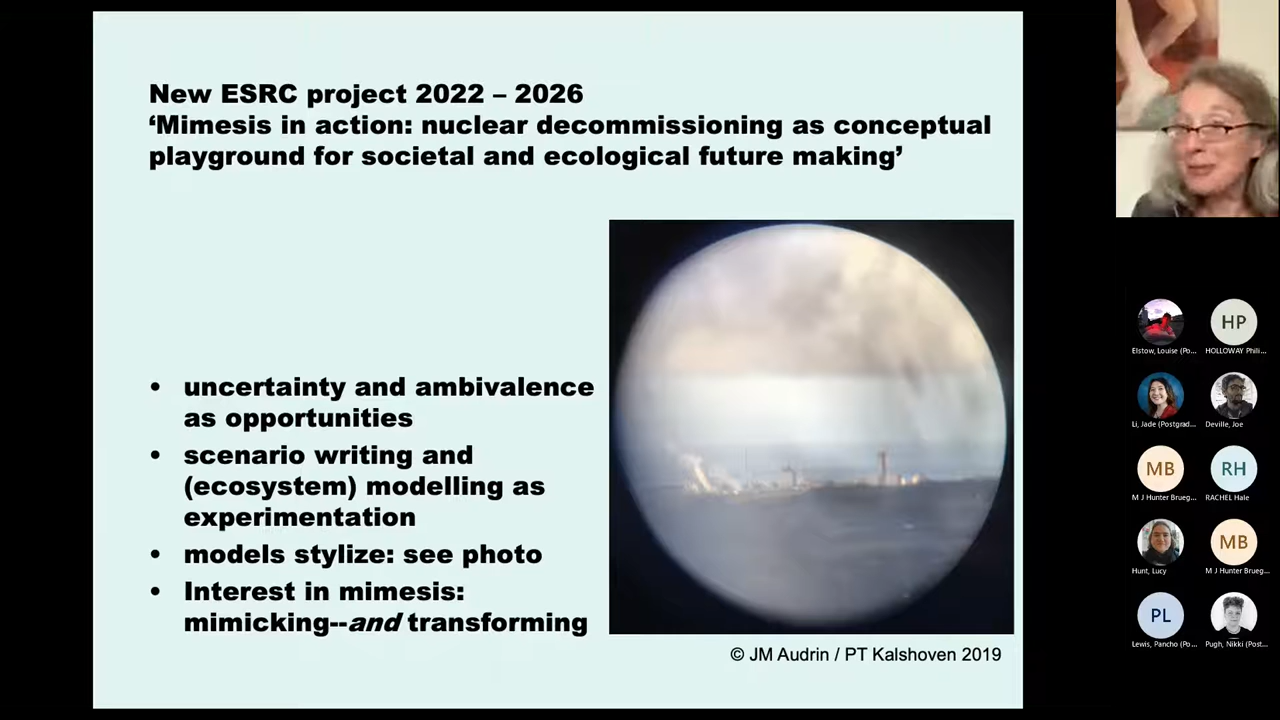 New ESRC project 2022 – 2026
‘Mimesis in action: nuclear decommissioning as conceptual
playground for societal and ecological future making’
• uncertainty and ambivalence
as opportunities
• scenario writing and
(ecosystem) modelling as
experimentation
• models stylize: see photo
• Interest in mimesis:
mimicking--and transforming
© JM Audrin / PT Kalshoven 2019
HP
Elstow, Louise (Po...
HOLLOWAY Phili...
Li, Jade (Postgrad...
Deville, Joe
MB
RH
M J Hunter Brueg...
RACHEL Hale
MB
Hunt, Lucy
M J Hunter Brueg...
PL
Lewis, Pancho (Po...
Pugh, Nikki (Post...